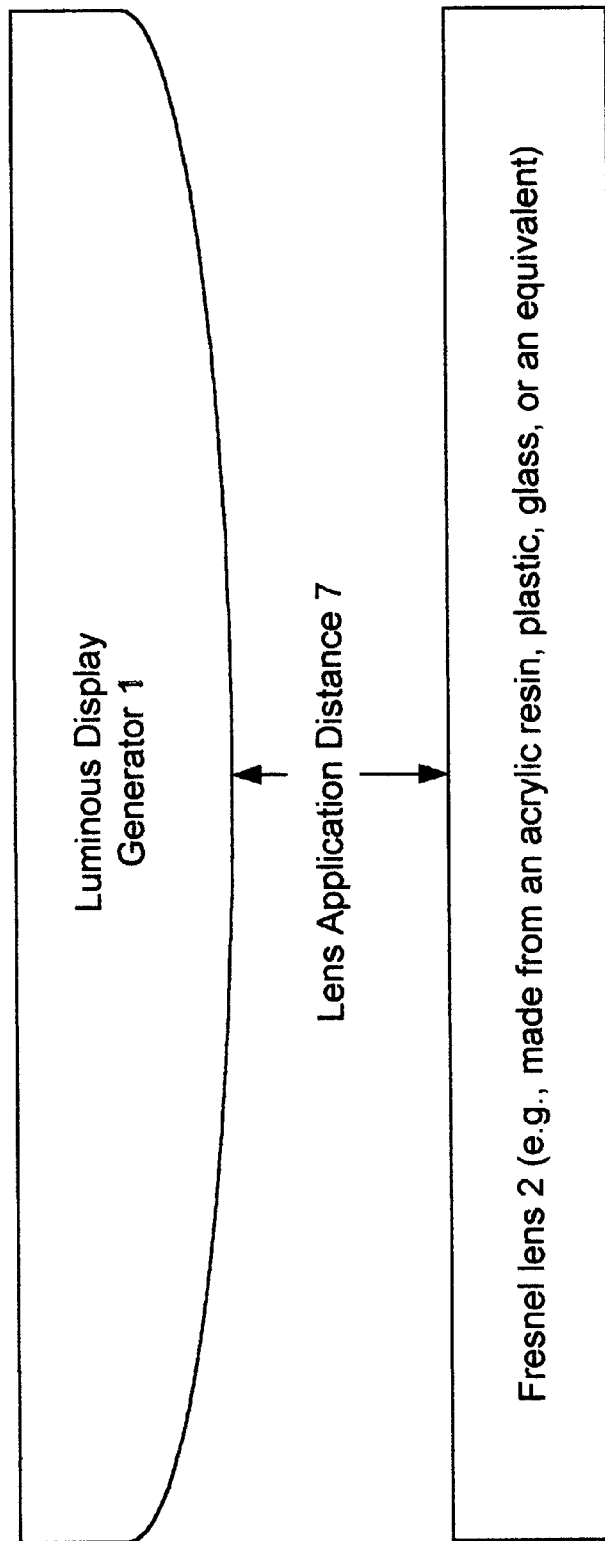 Luminous Display
Generator 1
Lens Application Distance 7
Fresnel lens 2 (e.g., made from an acrylic resin, plastic, glass, or an equivalent)